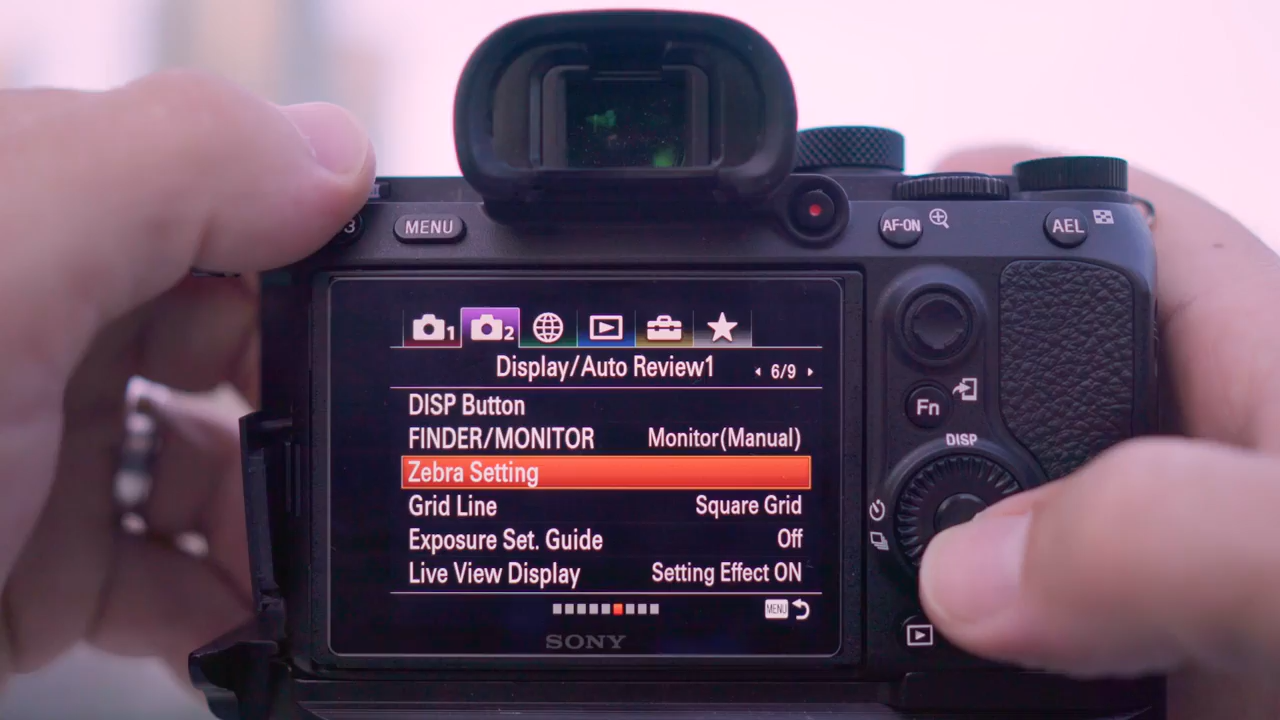 3 MENU AF-ON AEL
1 2
Display/Auto Review1 6/9
DISP Button
FINDER/MONITOR Monitor(Manual)
Zebra Setting
Grid Line Square Grid
Exposure Set. Guide Off
Live View Display Setting Effect ON
MENU
SONY
Fn
DISP